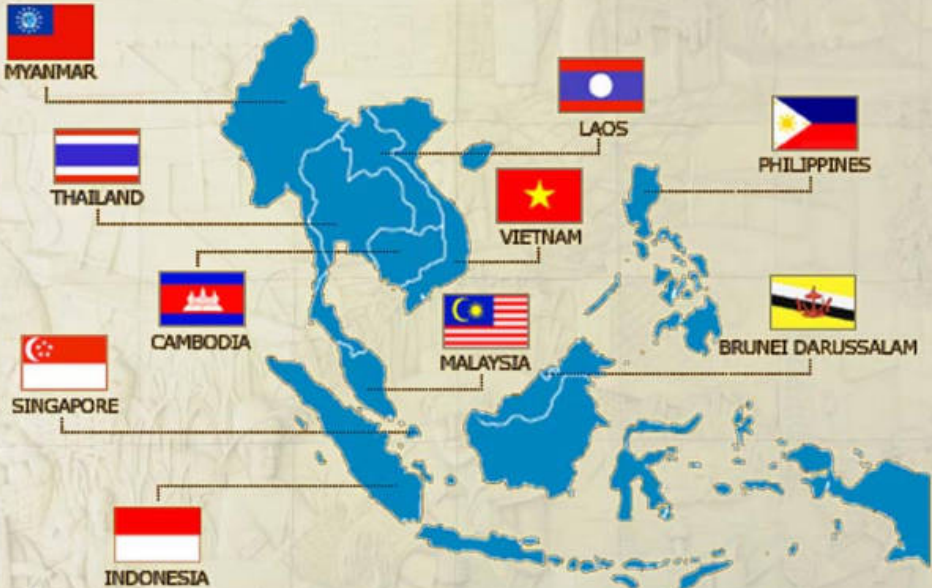 MYANMAR
LAOS
PHILIPPINES
THAILAND
VIETNAM
CAMBODIA
MALAYSIA
BRUNEI DARUSSALAM
SINGAPORE
INDONESIA